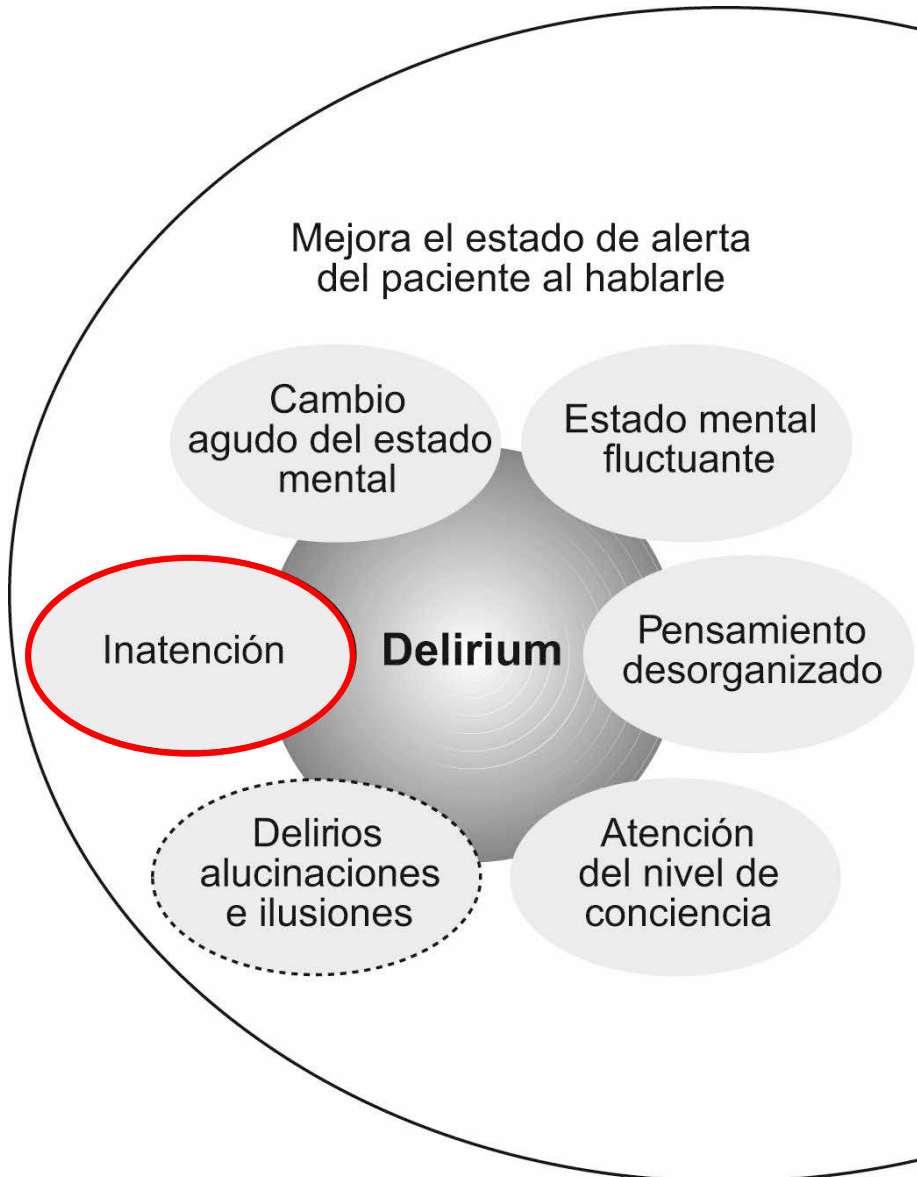 Mejora el estado de alerta
del paciente al hablarle
Cambio
agudo del estado
mental
Estado mental
fluctuante
Inatención
Delirium
Pensamiento
desorganizado
Delirios
alucinaciones
e ilusiones
Atención
del nivel de
conciencia